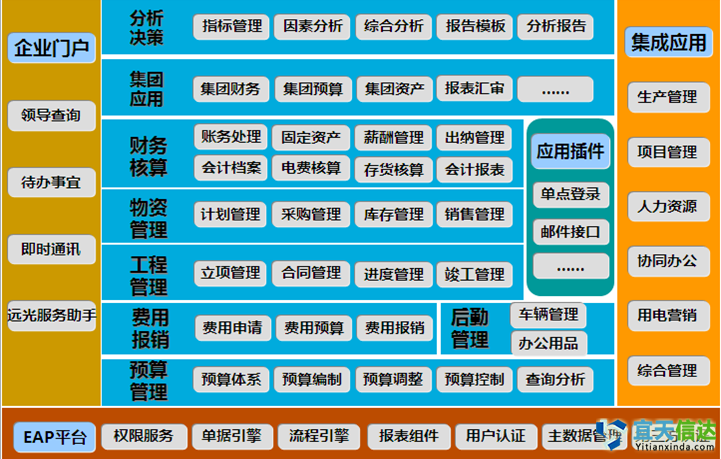 企业门户
领导查询
待办事宜
即时通讯
远光服务助手
分析
决策
指标管理
因素分析
综合分析
报告模板
分析报告
集团
应用
集团财务
集团预算
集团资产
报表汇审
......
财务
核算
账务处理
固定资产
薪酬管理
出纳管理
会计档案
电费核算
存货核算
会计报表
物资
管理
计划管理
采购管理
库存管理
销售管理
工程
管理
立项管理
合同管理
进度管理
竣工管理
应用插件
单点登录
邮件接口
......
费用
报销
费用申请
费用预算
费用报销
后勤
管理
车辆管理
办公用品
预算
管理
预算体系
预算编制
预算调整
预算控制
查询分析
集成应用
生产管理
项目管理
人力资源
协同办公
用电营销
综合管理
EAP平台
权限服务
单据引擎
流程引擎
报表组件
用户认证
主数据管理
宜天信达
Yitianxinda.com